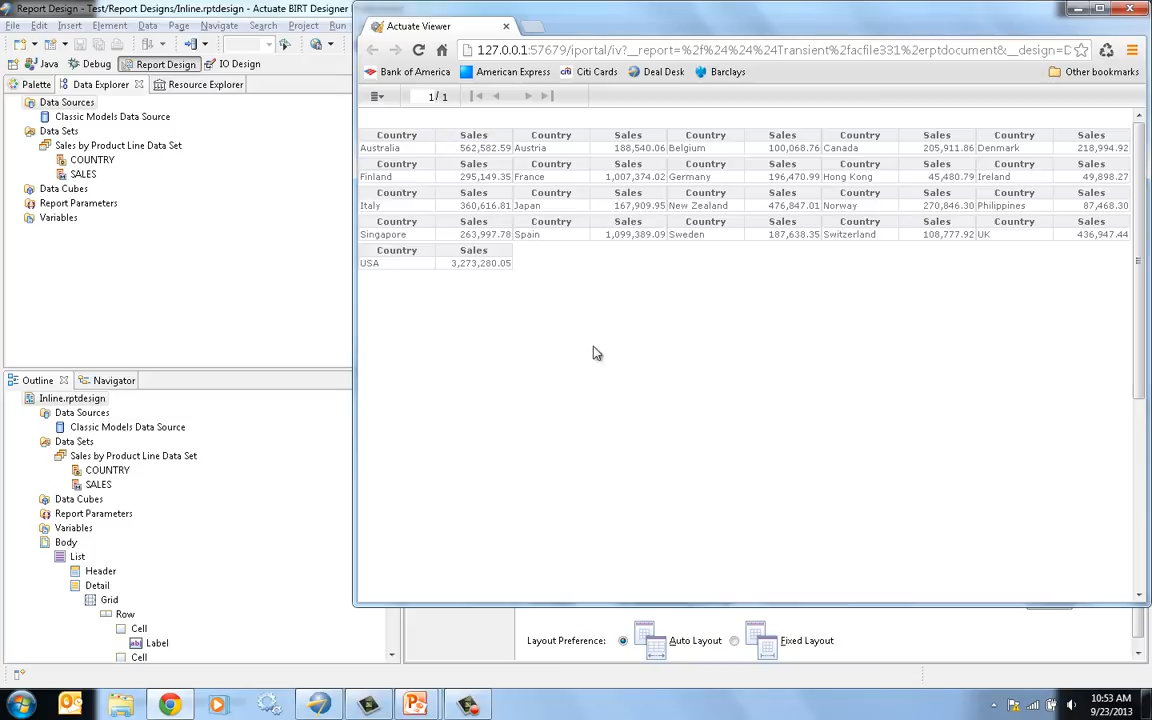 Report Design - Test/Report Designs/Inline.rptdesign - Actuate BIRT Designer
File Edit Insert Element Data Page Navigate Search Project Run
Java Debug Report Design IO Design
Palette Data Explorer Resource Explorer
Data Sources
Classic Models Data Source
Data Sets
Sales by Product Line Data Set
COUNTRY
SALES
Data Cubes
Report Parameters
Variables
Outline Navigator
Inline.rptdesign
Data Sources
Classic Models Data Source
Data Sets
Sales by Product Line Data Set
COUNTRY
SALES
Data Cubes
Report Parameters
Variables
Body
List
Header
Detail
Grid
Row
Cell
Label
Cell
Actuate Viewer
127.0.0.1:57679/iportal/iv?__report=%2f%24%24%24Transient%2facfile331%2erptdocument&__design=D
Bank of America American Express Citi Cards Deal Desk Barclays Other bookmarks
1/ 1
Country Sales Country Sales Country Sales Country Sales Country Sales
Australia 562,582.59 Austria 188,540.06 Belgium 100,068.76 Canada 205,911.86 Denmark 218,994.92
Country Sales Country Sales Country Sales Country Sales Country Sales
Finland 295,149.35 France 1,007,374.02 Germany 196,470.99 Hong Kong 45,480.79 Ireland 49,898.27
Country Sales Country Sales Country Sales Country Sales Country Sales
Italy 360,616.81 Japan 167,909.95 New Zealand 476,847.01 Norway 270,846.30 Philippines 87,468.30
Country Sales Country Sales Country Sales Country Sales Country Sales
Singapore 263,997.78 Spain 1,099,389.09 Sweden 187,638.35 Switzerland 108,777.92 UK 436,947.44
Country Sales
USA 3,273,280.05
Layout Preference: Auto Layout Fixed Layout
10:53 AM
9/23/2013